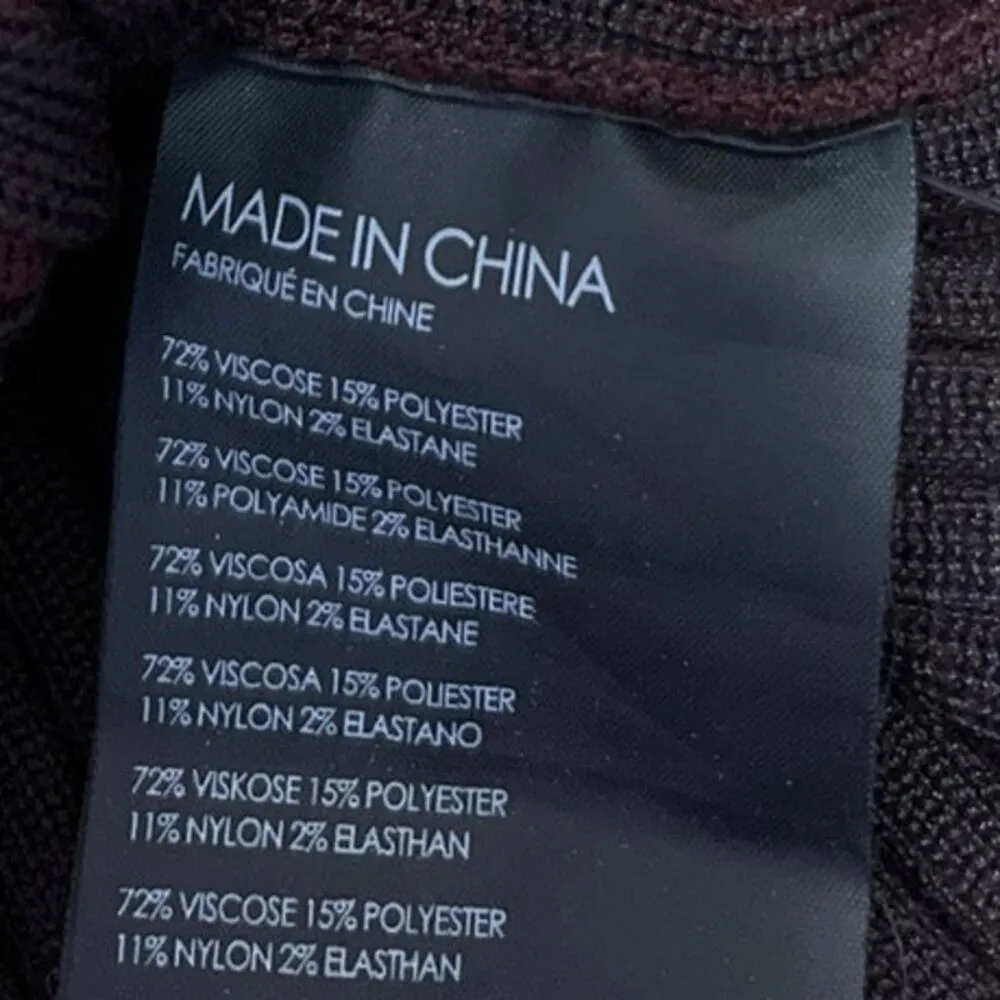 MADE IN CHINA
FABRIQUÉ EN CHINE
72% VISCOSE 15% POLYESTER
11% NYLON 2% ELASTANE
72% VISCOSE 15% POLYESTER
11% POLYAMIDE 2% ELASTHANNE
72% VISCOSA 15% POLIESTERE
11% NYLON 2% ELASTANE
72% VISCOSA 15% POLIESTER
11% NYLON 2% ELASTANO
72% VISKOSE 15% POLYESTER
11% NYLON 2% ELASTHAN
72% VISCOSE 15% POLYESTER
11% NYLON 2% ELASTHAN